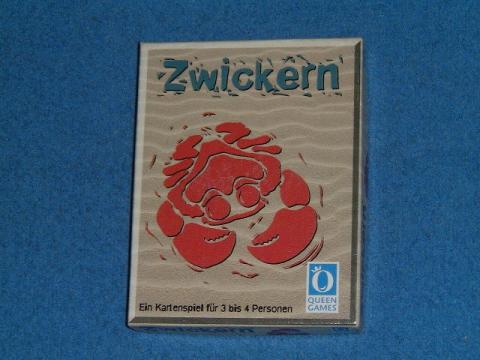 Zwickern
Ein Kartenspiel für 3 bis 4 Personen
QUEEN
GAMES